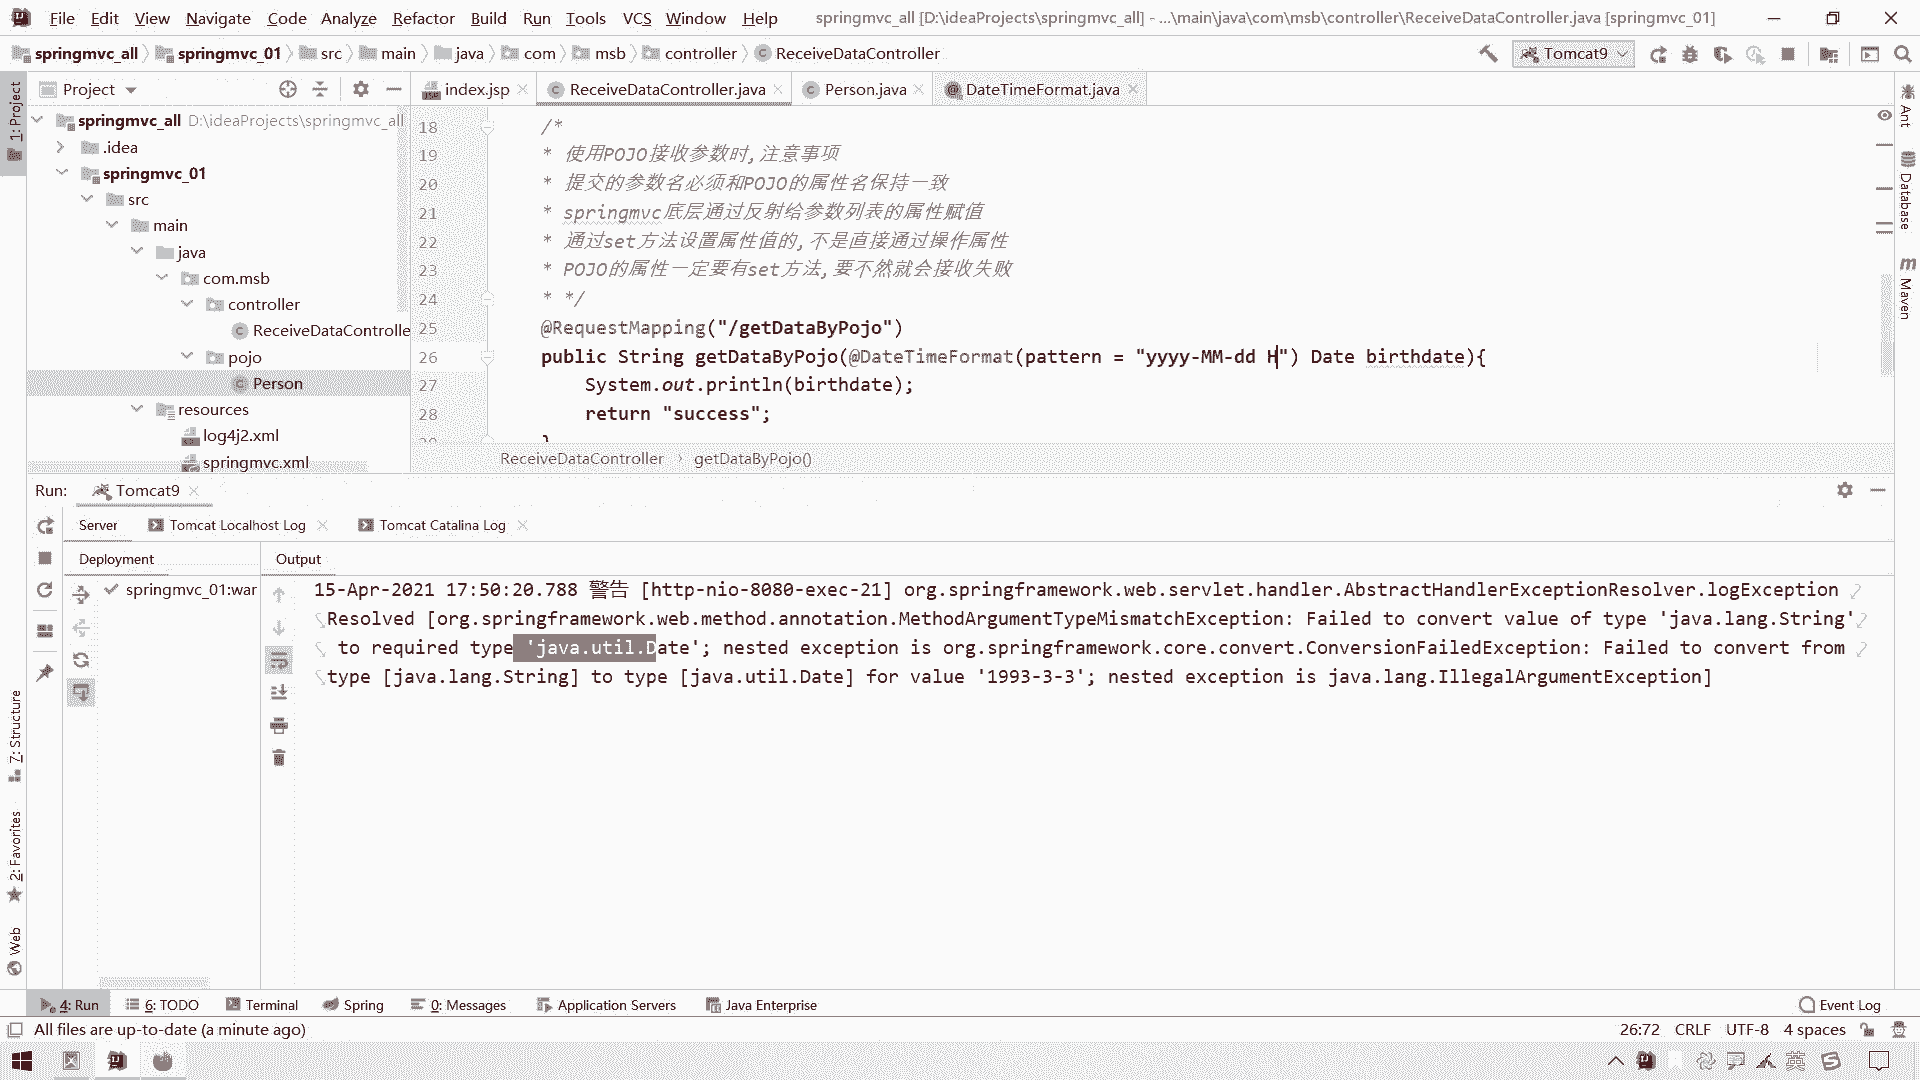 File Edit View Navigate Code Analyze Refactor Build Run Tools VCS Window Help springmvc_all [D:\ideaProjects\springmvc_all] - ...\main\java\com\msb\controller\ReceiveDataController.java [springmvc_01]
springmvc_all springmvc_01 src main java com msb controller ReceiveDataController Tomcat9
Project index.jsp ReceiveDataController.java Person.java DateTimeFormat.java
1: Project
springmvc_all D:\ideaProjects\springmvc_all
.idea
springmvc_01
src
main
java
com.msb
controller
ReceiveDataControlle
pojo
Person
resources
log4j2.xml
springmvc.xml
18 /*
19 * 使用POJO接收参数时,注意事项
20 * 提交的参数名必须和POJO的属性名保持一致
21 * springmvc底层通过反射给参数列表的属性赋值
22 * 通过set方法设置属性值的,不是直接通过操作属性
23 * POJO的属性一定要有set方法,要不然就会接收失败
24 * */
25 @RequestMapping("/getDataByPojo")
26 public String getDataByPojo(@DateTimeFormat(pattern = "yyyy-MM-dd H") Date birthdate){
27 System.out.println(birthdate);
28 return "success";
ReceiveDataController › getDataByPojo()
Ant
Database
Maven
Run: Tomcat9
Server Tomcat Localhost Log Tomcat Catalina Log
Deployment Output
springmvc_01:war
15-Apr-2021 17:50:20.788 警告 [http-nio-8080-exec-21] org.springframework.web.servlet.handler.AbstractHandlerExceptionResolver.logException
Resolved [org.springframework.web.method.annotation.MethodArgumentTypeMismatchException: Failed to convert value of type 'java.lang.String'
to required type 'java.util.Date'; nested exception is org.springframework.core.convert.ConversionFailedException: Failed to convert from
type [java.lang.String] to type [java.util.Date] for value '1993-3-3'; nested exception is java.lang.IllegalArgumentException]
7: Structure
2: Favorites
Web
4: Run 6: TODO Terminal Spring 0: Messages Application Servers Java Enterprise Event Log
All files are up-to-date (a minute ago) 26:72 CRLF UTF-8 4 spaces
英